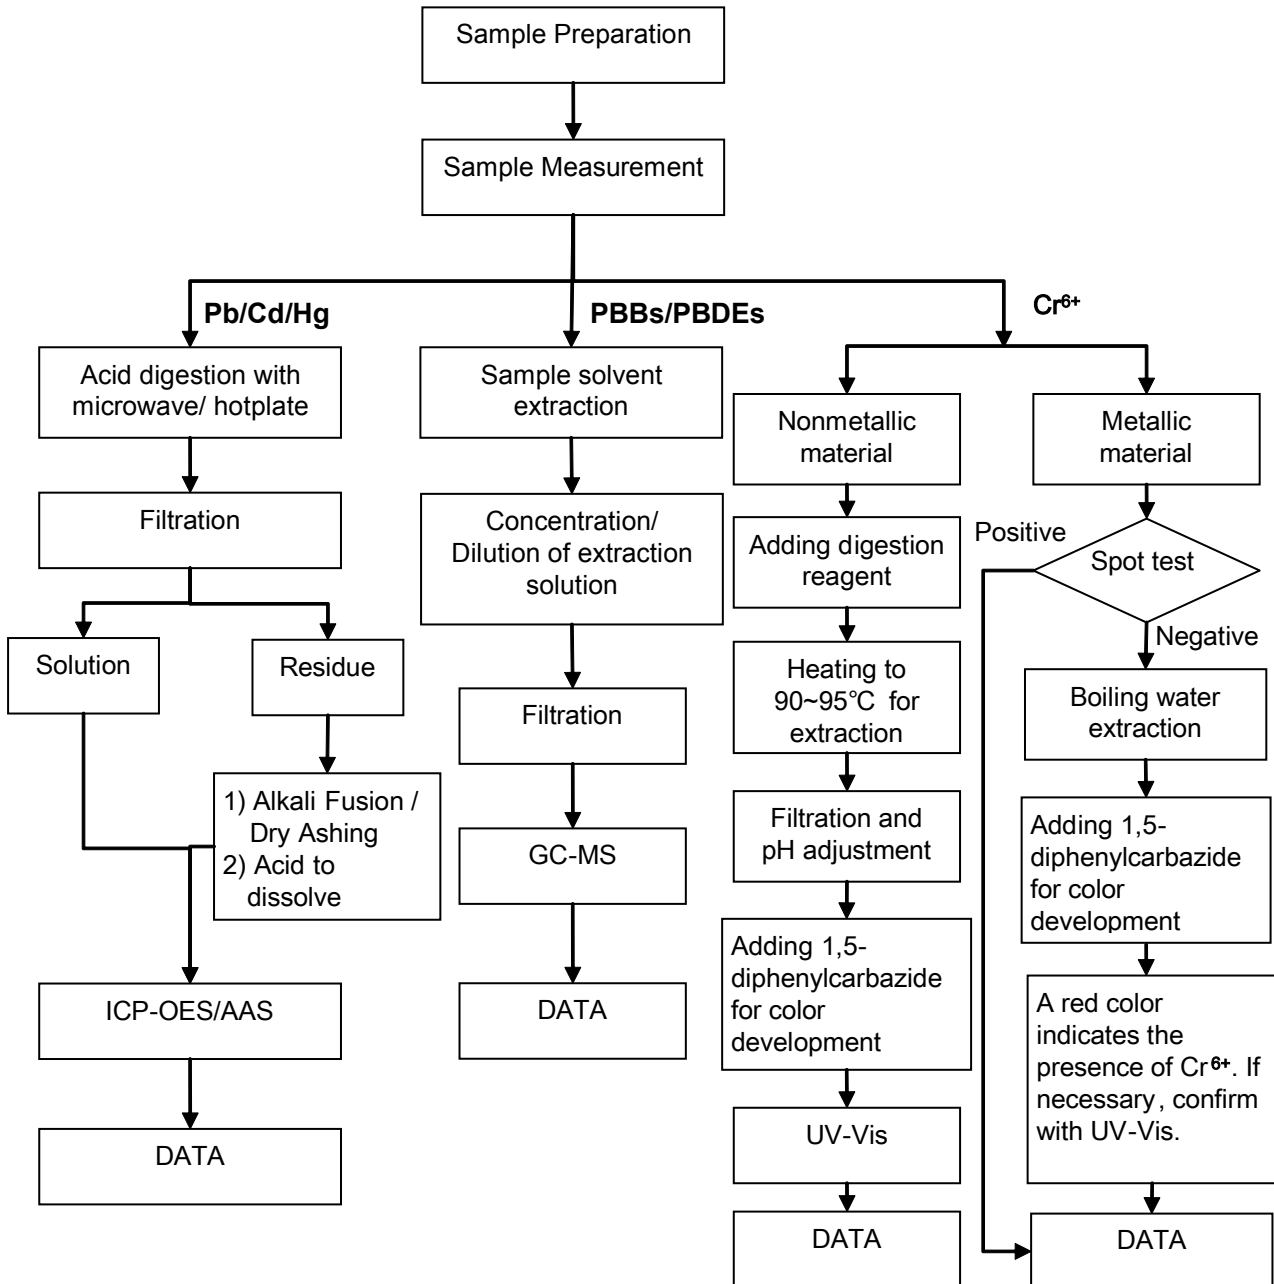 Sample Preparation
Sample Measurement
Pb/Cd/Hg
PBBs/PBDEs
Cr⁶⁺
Acid digestion with
microwave/ hotplate
Filtration
Solution
Residue
1) Alkali Fusion /
Dry Ashing
2) Acid to
dissolve
ICP-OES/AAS
DATA
Sample solvent
extraction
Concentration/
Dilution of extraction
solution
Filtration
GC-MS
DATA
Nonmetallic
material
Adding digestion
reagent
Heating to
90~95℃ for
extraction
Filtration and
pH adjustment
Adding 1,5-
diphenylcarbazide
for color
development
UV-Vis
DATA
Metallic
material
Positive
Spot test
Negative
Boiling water
extraction
Adding 1,5-
diphenylcarbazide
for color
development
A red color
indicates the
presence of Cr⁶⁺. If
necessary, confirm
with UV-Vis.
DATA